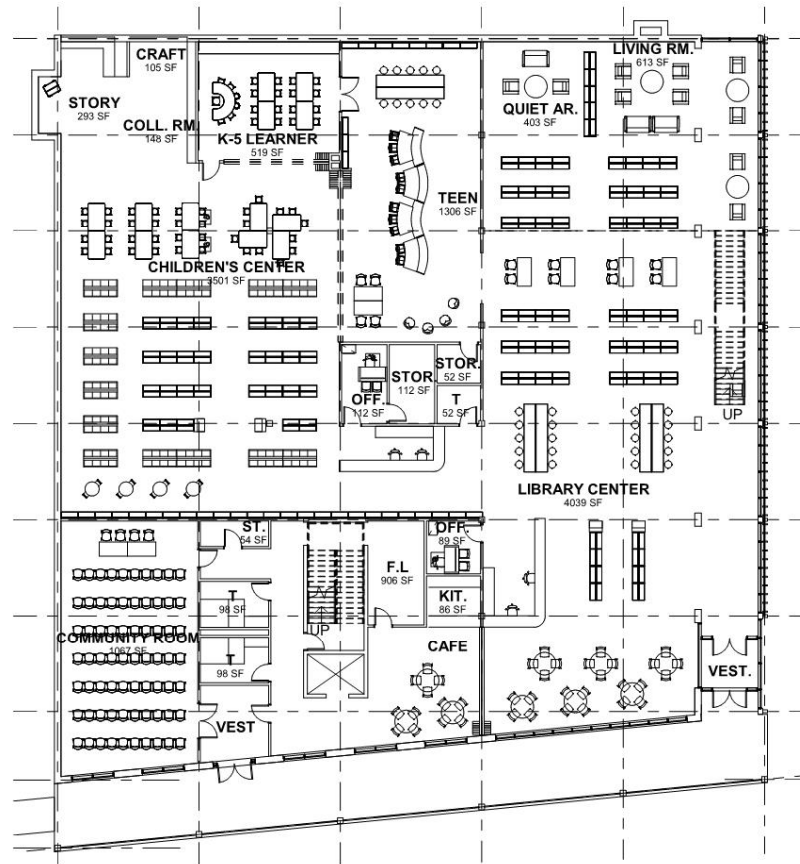 CRAFT
105 SF
LIVING RM.
613 SF
STORY
293 SF
QUIET AR.
403 SF
COLL. RM.
148 SF
K-5 LEARNER
519 SF
TEEN
1306 SF
CHILDREN'S CENTER
3501 SF
STOR.
52 SF
STOR.
112 SF
OFF.
112 SF
T
52 SF
UP
LIBRARY CENTER
4039 SF
ST.
54 SF
OFF.
89 SF
F.L
906 SF
T
98 SF
KIT.
86 SF
UP
COMMUNITY ROOM
1067 SF
CAFE
T
98 SF
VEST.
VEST